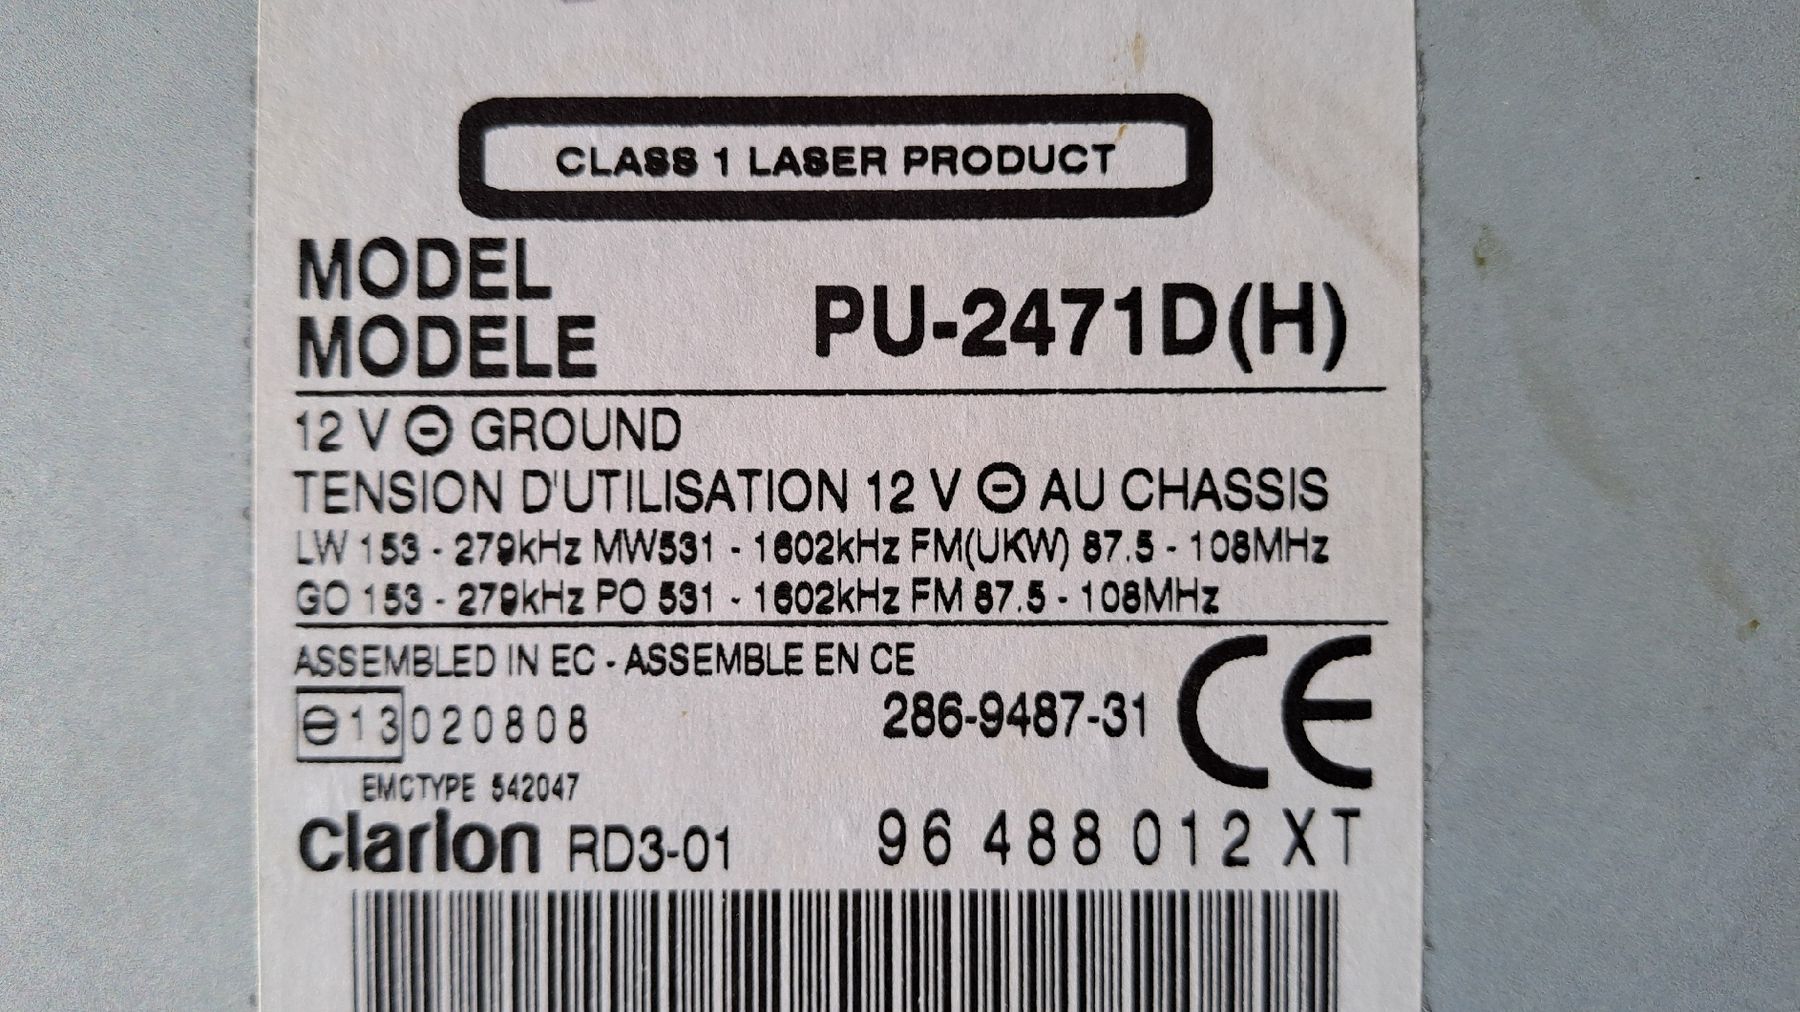 CLASS 1 LASER PRODUCT
MODEL
MODELE PU-2471D(H)
12 V ⊖ GROUND
TENSION D'UTILISATION 12 V ⊖ AU CHASSIS
LW 153 - 279kHz MW531 - 1602kHz FM(UKW) 87.5 - 108MHz
GO 153 - 279kHz PO 531 - 1602kHz FM 87.5 - 108MHz
ASSEMBLED IN EC - ASSEMBLE EN CE
e13 020808 286-9487-31 CE
EMCTYPE 542047
clarion RD3-01 96 488 012 XT